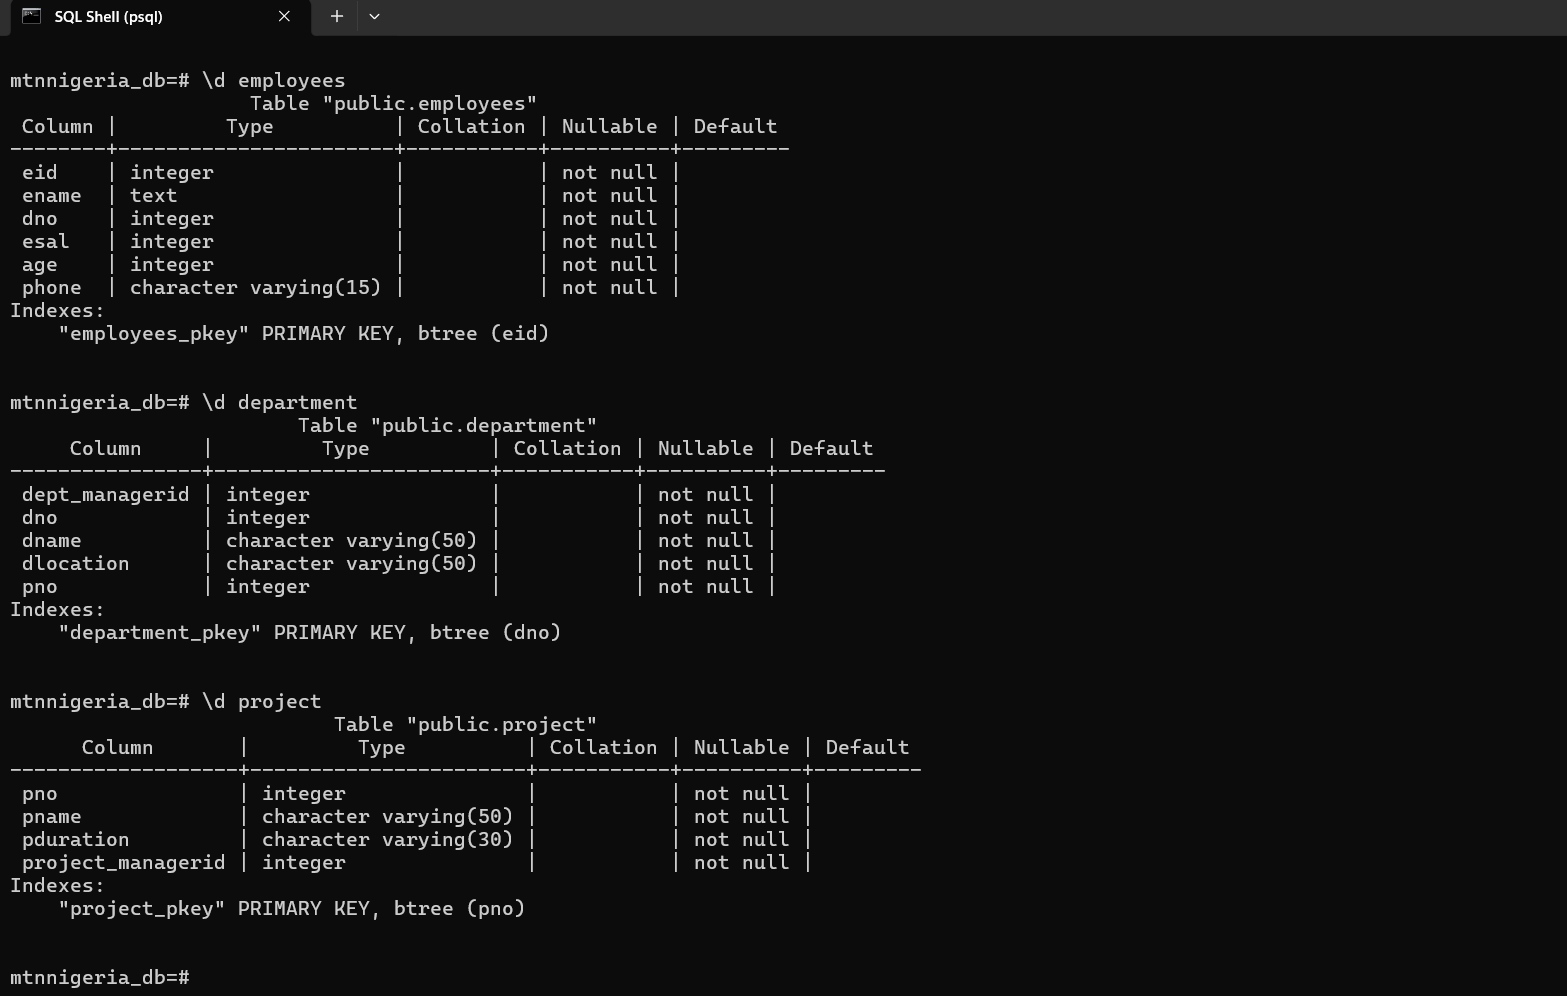 SQL Shell (psql)
mtnnigeria_db=# \d employees
                    Table "public.employees"
 Column |         Type          | Collation | Nullable | Default
--------+-----------------------+-----------+----------+---------
 eid    | integer               |           | not null |
 ename  | text                  |           | not null |
 dno    | integer               |           | not null |
 esal   | integer               |           | not null |
 age    | integer               |           | not null |
 phone  | character varying(15) |           | not null |
Indexes:
    "employees_pkey" PRIMARY KEY, btree (eid)
mtnnigeria_db=# \d department
                        Table "public.department"
     Column     |         Type          | Collation | Nullable | Default
----------------+-----------------------+-----------+----------+---------
 dept_managerid | integer               |           | not null |
 dno            | integer               |           | not null |
 dname          | character varying(50) |           | not null |
 dlocation      | character varying(50) |           | not null |
 pno            | integer               |           | not null |
Indexes:
    "department_pkey" PRIMARY KEY, btree (dno)
mtnnigeria_db=# \d project
                           Table "public.project"
      Column       |         Type          | Collation | Nullable | Default
-------------------+-----------------------+-----------+----------+---------
 pno               | integer               |           | not null |
 pname             | character varying(50) |           | not null |
 pduration         | character varying(30) |           | not null |
 project_managerid | integer               |           | not null |
Indexes:
    "project_pkey" PRIMARY KEY, btree (pno)
mtnnigeria_db=#